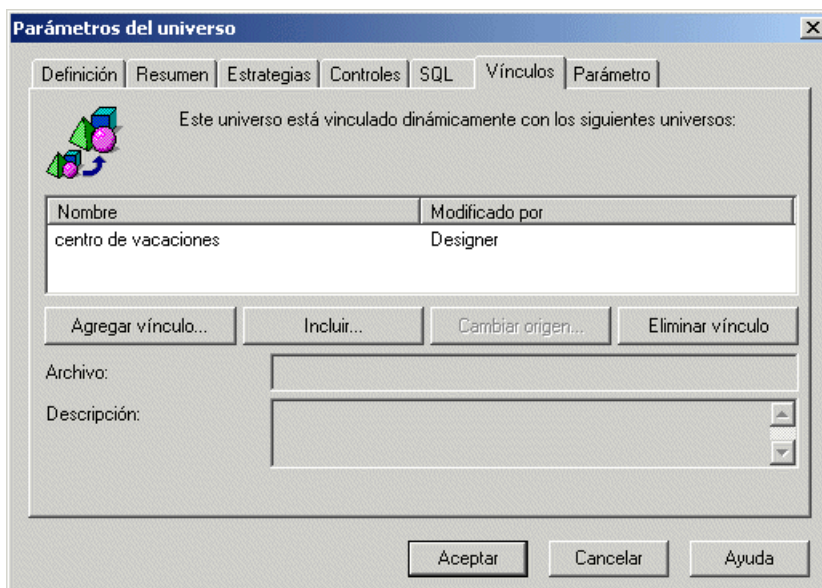 Parámetros del universo
Definición Resumen Estrategias Controles SQL Vínculos Parámetro
Este universo está vinculado dinámicamente con los siguientes universos:
Nombre Modificado por
centro de vacaciones Designer
Agregar vínculo... Incluir... Cambiar origen... Eliminar vínculo
Archivo:
Descripción:
Aceptar Cancelar Ayuda